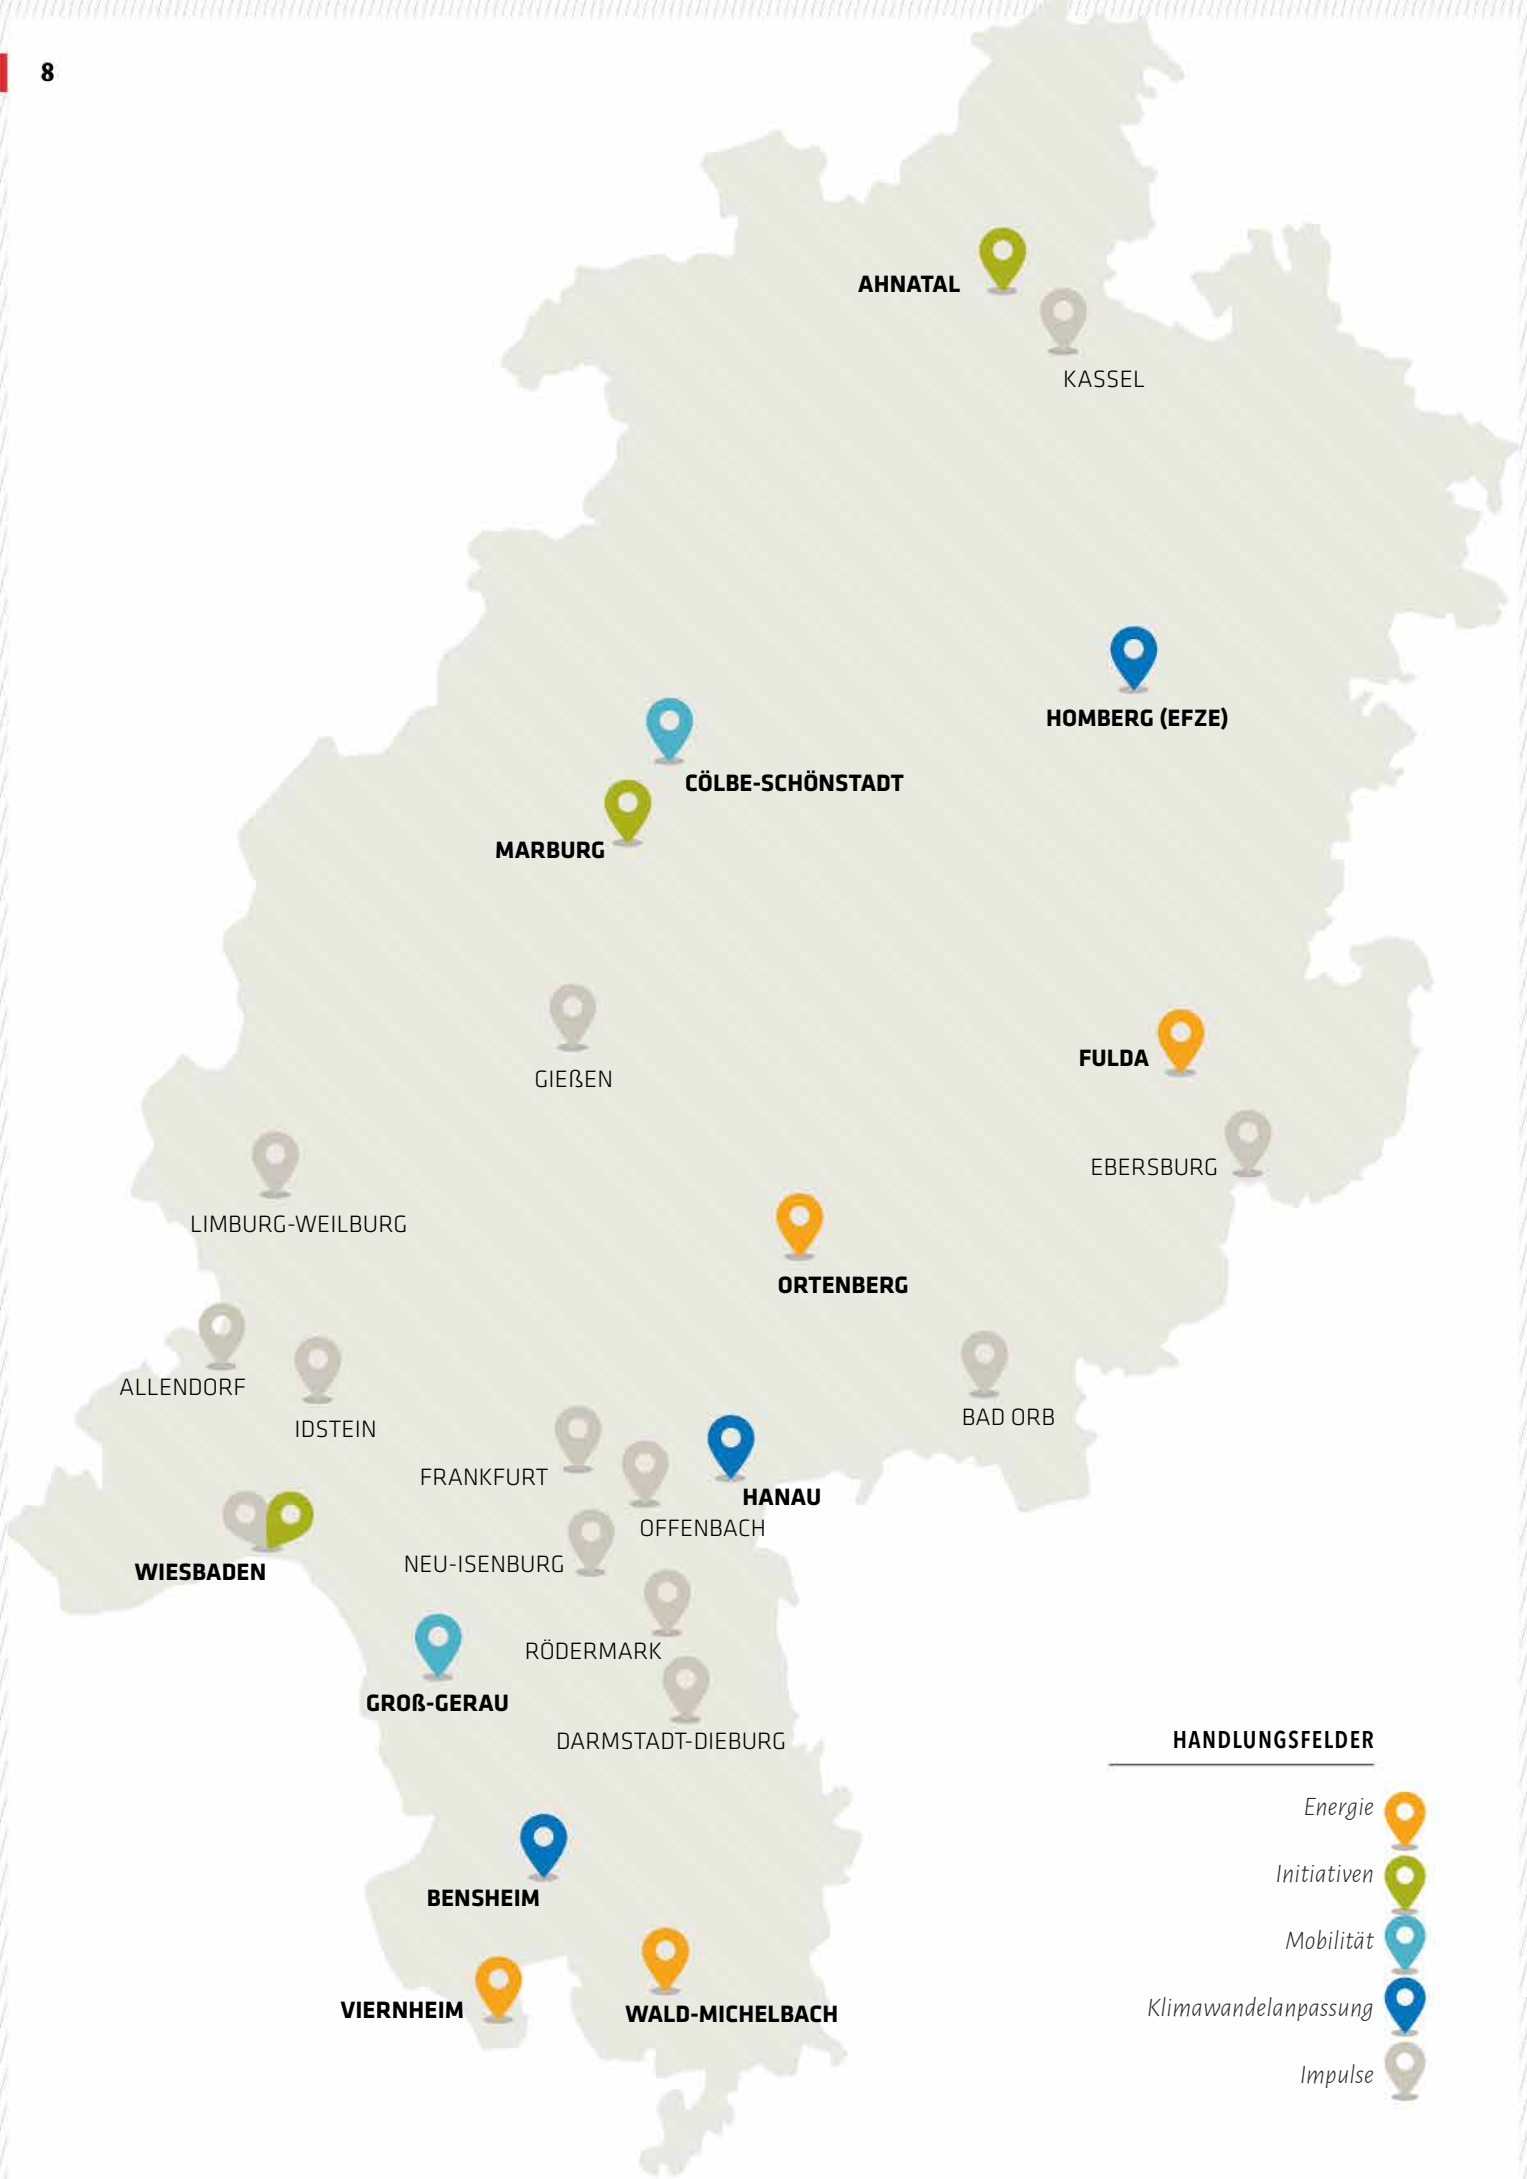 8
AHNATAL
KASSEL
HOMBERG (EFZE)
CÖLBE-SCHÖNSTADT
MARBURG
GIEßEN
FULDA
EBERSBURG
LIMBURG-WEILBURG
ORTENBERG
ALLENDORF
IDSTEIN
BAD ORB
FRANKFURT
HANAU
OFFENBACH
NEU-ISENBURG
WIESBADEN
RÖDERMARK
GROß-GERAU
DARMSTADT-DIEBURG
BENSHEIM
VIERNHEIM
WALD-MICHELBACH
HANDLUNGSFELDER
Energie
Initiativen
Mobilität
Klimawandelanpassung
Impulse